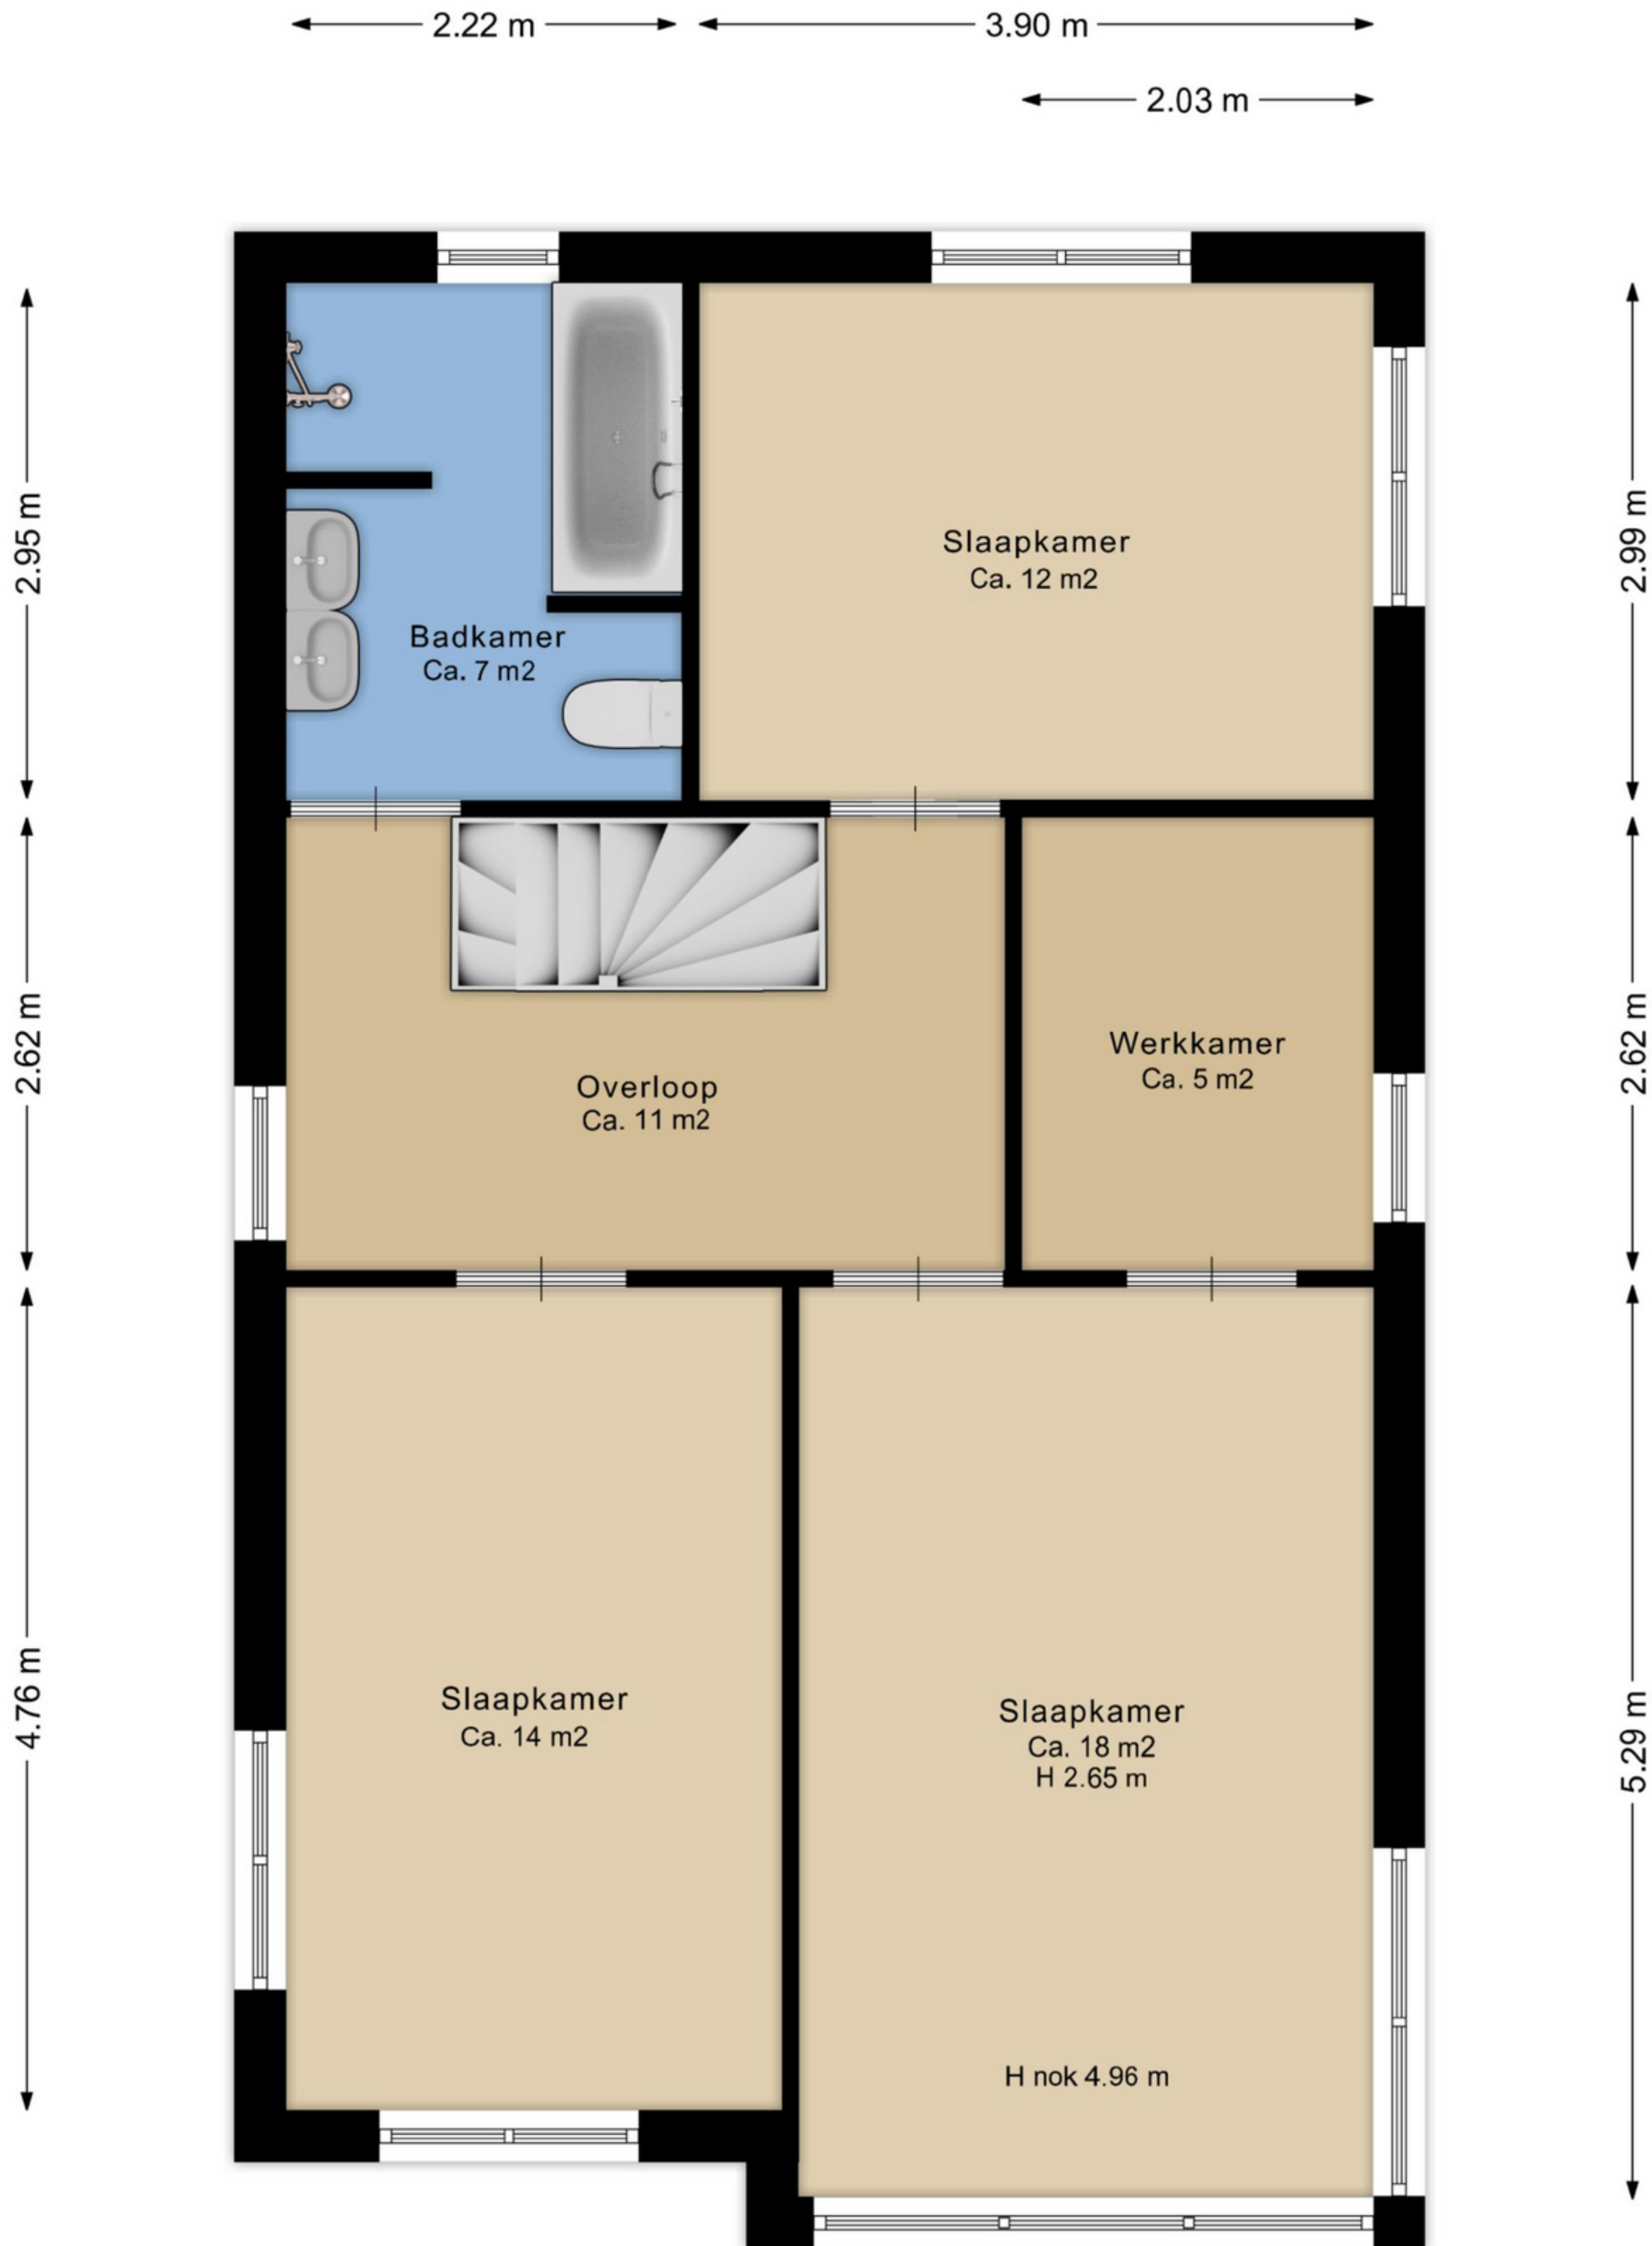 2.22 m
3.90 m
2.03 m
2.95 m
2.99 m
Slaapkamer
Ca. 12 m2
Badkamer
Ca. 7 m2
2.62 m
2.62 m
Werkkamer
Ca. 5 m2
Overloop
Ca. 11 m2
4.76 m
5.29 m
Slaapkamer
Ca. 14 m2
Slaapkamer
Ca. 18 m2
H 2.65 m
H nok 4.96 m